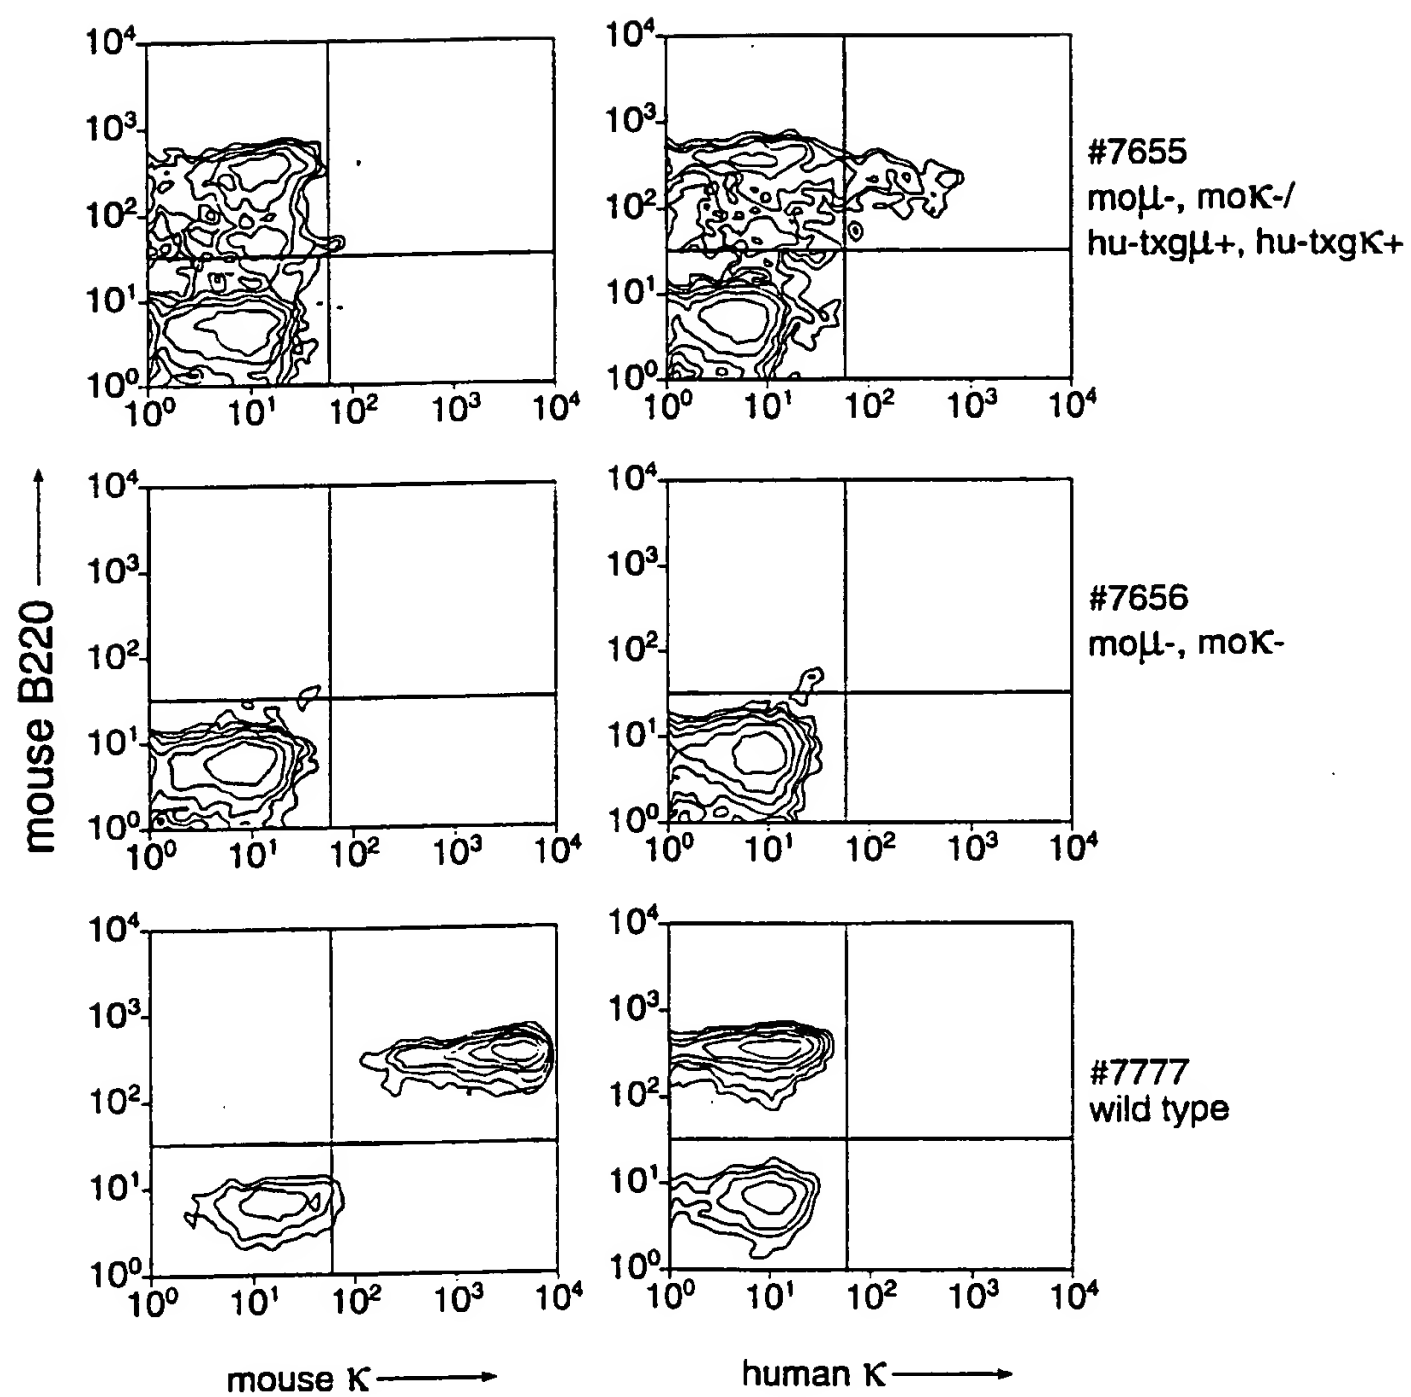 10⁴ 10³ 10² 10¹ 10⁰
10⁰ 10¹ 10² 10³ 10⁴
10⁴ 10³ 10² 10¹ 10⁰
10⁰ 10¹ 10² 10³ 10⁴
#7655
moμ-, moκ-/
hu-txgμ+, hu-txgκ+
mouse B220
10⁴ 10³ 10² 10¹ 10⁰
10⁰ 10¹ 10² 10³ 10⁴
10⁴ 10³ 10² 10¹ 10⁰
10⁰ 10¹ 10² 10³ 10⁴
#7656
moμ-, moκ-
10⁴ 10³ 10² 10¹ 10⁰
10⁰ 10¹ 10² 10³ 10⁴
10⁴ 10³ 10² 10¹ 10⁰
10⁰ 10¹ 10² 10³ 10⁴
#7777
wild type
mouse κ
human κ